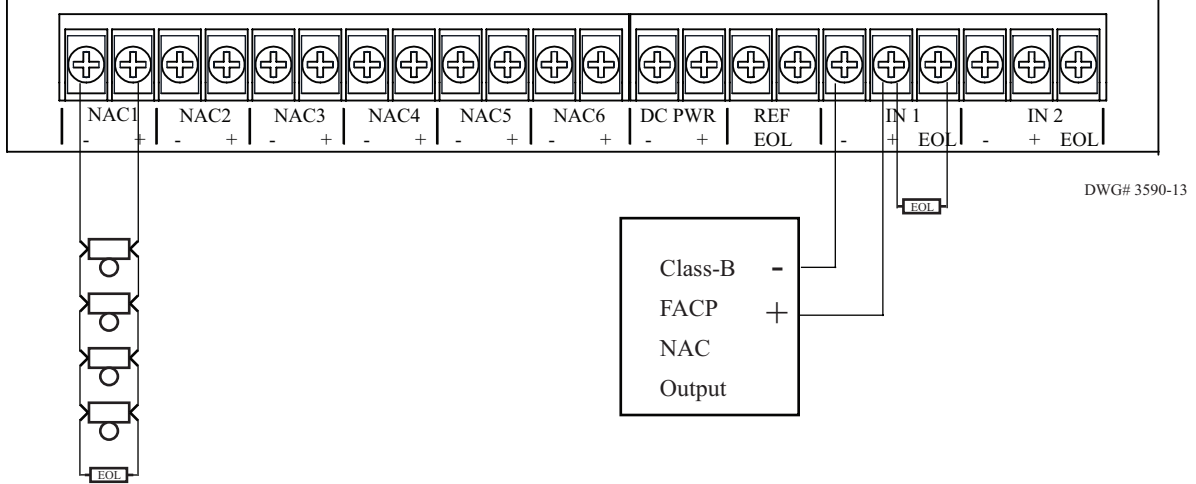 NAC1 NAC2 NAC3 NAC4 NAC5 NAC6 DC PWR REF IN 1 IN 2
- + - + - + - + - + - + - + EOL - + EOL - + EOL
DWG# 3590-13
EOL
Class-B -
FACP +
NAC
Output
EOL